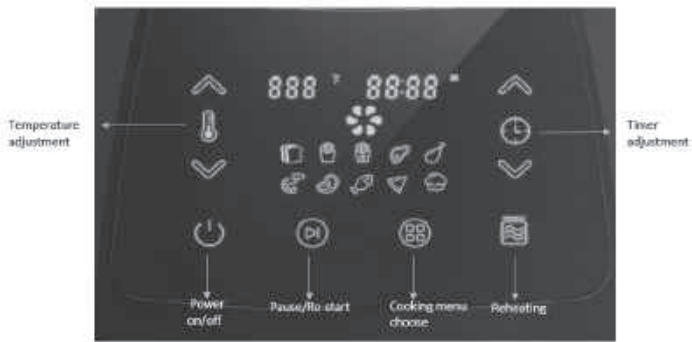 888 °F 88:88
Temperature
adjustment
Timer
adjustment
Power
on/off
Pause/Re start
Cooking menu
choose
Reheating